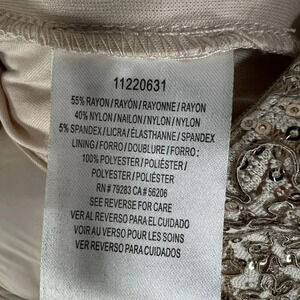 11220631
55% RAYON / RAYÓN / RAYONNE / RAYON
40% NYLON / NAILON / NYLON / NYLON
5% SPANDEX / LICRA / ÉLASTHANNE / SPANDEX
LINING / FORRO / DOUBLURE / FORRO :
100% POLYESTER / POLIÉSTER /
POLYESTER / POLIÉSTER
RN # 79283 CA # 56206
SEE REVERSE FOR CARE
VER AL REVERSO PARA EL CUIDADO
VOIR AU VERSO POUR LES SOINS
VER REVERSO PARA CUIDADOS